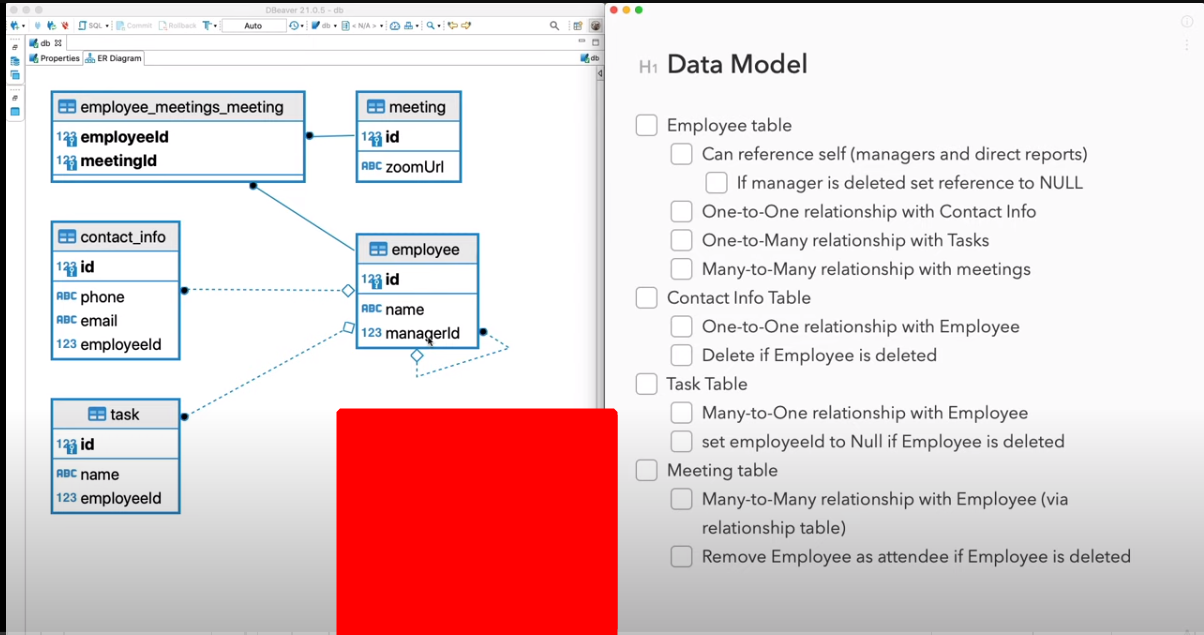 DBeaver 21.0.5 - db
SQL
Commit
Rollback
T
Auto
db
< N/A >
db
Properties
ER Diagram
db
employee_meetings_meeting
123 employeeId
123 meetingId
meeting
123 id
ABC zoomUrl
contact_info
123 id
ABC phone
ABC email
123 employeeId
employee
123 id
ABC name
123 managerId
task
123 id
ABC name
123 employeeId
H1 Data Model
Employee table
Can reference self (managers and direct reports)
If manager is deleted set reference to NULL
One-to-One relationship with Contact Info
One-to-Many relationship with Tasks
Many-to-Many relationship with meetings
Contact Info Table
One-to-One relationship with Employee
Delete if Employee is deleted
Task Table
Many-to-One relationship with Employee
set employeeId to Null if Employee is deleted
Meeting table
Many-to-Many relationship with Employee (via
relationship table)
Remove Employee as attendee if Employee is deleted